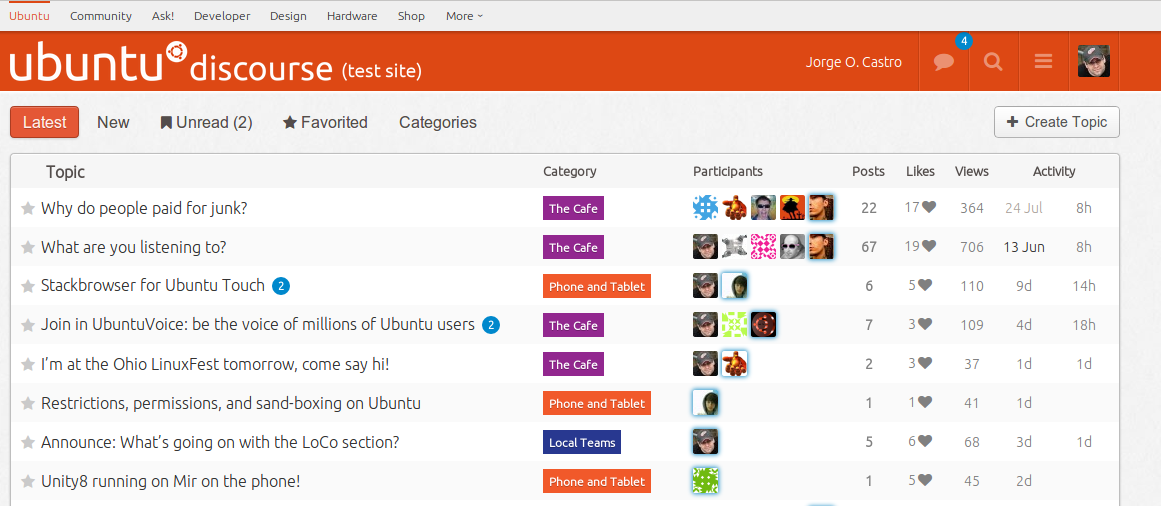 Ubuntu Community Ask! Developer Design Hardware Shop More
ubuntu discourse (test site) Jorge O. Castro 4
Latest New Unread (2) Favorited Categories + Create Topic
Topic Category Participants Posts Likes Views Activity
Why do people paid for junk? The Cafe 22 17 364 24 Jul 8h
What are you listening to? The Cafe 67 19 706 13 Jun 8h
Stackbrowser for Ubuntu Touch 2 Phone and Tablet 6 5 110 9d 14h
Join in UbuntuVoice: be the voice of millions of Ubuntu users 2 The Cafe 7 3 109 4d 18h
I'm at the Ohio LinuxFest tomorrow, come say hi! The Cafe 2 3 37 1d 1d
Restrictions, permissions, and sand-boxing on Ubuntu Phone and Tablet 1 1 41 1d
Announce: What's going on with the LoCo section? Local Teams 5 6 68 3d 1d
Unity8 running on Mir on the phone! Phone and Tablet 1 5 45 2d